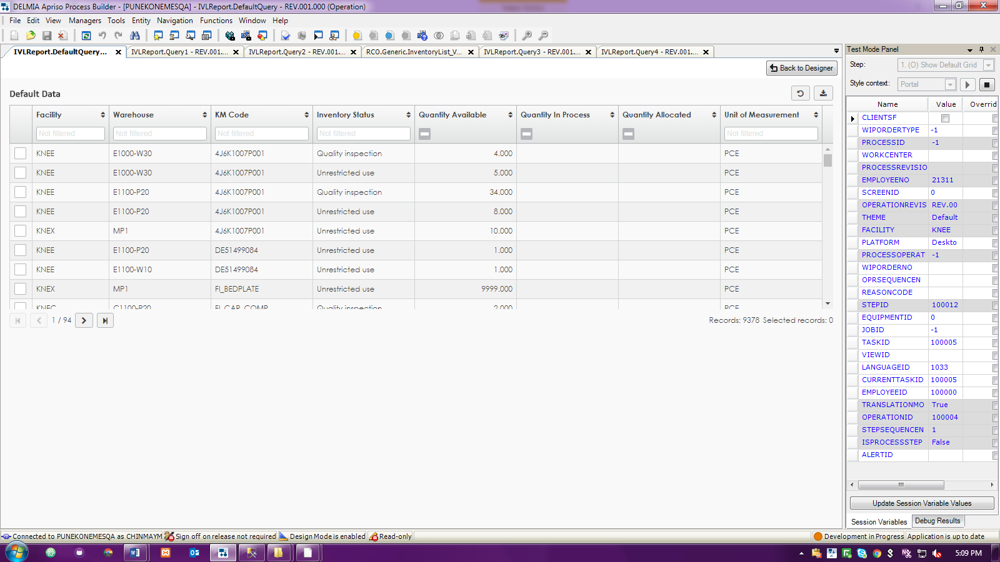 DELMIA Apriso Process Builder - [PUNEKONEMESQA] - IVLReport.DefaultQuery - REV.001.000 (Operation)
File Edit View Managers Tools Entity Navigation Functions Window Help
IVLReport.DefaultQuery... IVLReport.Query1 - REV.001.... IVLReport.Query2 - REV.001.... RCO.Generic.InventoryList_V... IVLReport.Query3 - REV.001.... IVLReport.Query4 - REV.001....
Back to Designer
Default Data
Facility Warehouse KM Code Inventory Status Quantity Available Quantity In Process Quantity Allocated Unit of Measurement
Not filtered Not filtered Not filtered Not filtered Not filtered
KNEE E1000-W30 4J6K1007P001 Quality inspection 4.000 PCE
KNEE E1000-W30 4J6K1007P001 Unrestricted use 5.000 PCE
KNEE E1100-P20 4J6K1007P001 Quality inspection 34.000 PCE
KNEE E1100-P20 4J6K1007P001 Unrestricted use 8.000 PCE
KNEX MP1 4J6K1007P001 Unrestricted use 10.000 PCE
KNEE E1100-P20 DE51499084 Unrestricted use 1.000 PCE
KNEE E1100-W10 DE51499084 Unrestricted use 1.000 PCE
KNEX MP1 FI_BEDPLATE Unrestricted use 9999.000 PCE
KNEC C1100-P20 FI_CAR_COMP Quality inspection 2.000 PCE
1 / 94
Records: 9378 Selected records: 0
Test Mode Panel
Step: 1. (O) Show Default Grid
Style context: Portal
Name Value Overrid
CLIENTSF
WIPORDERTYPE -1
PROCESSID -1
WORKCENTER
PROCESSREVISIO
EMPLOYEENO 21311
SCREENID 0
OPERATIONREVIS REV.00
THEME Default
FACILITY KNEE
PLATFORM Deskto
PROCESSOPERAT -1
WIPORDERNO
OPRSEQUENCEN
REASONCODE
STEPID 100012
EQUIPMENTID 0
JOBID -1
TASKID 100005
VIEWID
LANGUAGEID 1033
CURRENTTASKID 100005
EMPLOYEEID 100000
TRANSLATIONMO True
OPERATIONID 100004
STEPSEQUENCEN 1
ISPROCESSSTEP False
ALERTID
Update Session Variable Values
Session Variables Debug Results
Connected to PUNEKONEMESQA as CHINMAYM Sign off on release not required Design Mode is enabled Read-only Development in Progress Application is up to date
5:09 PM